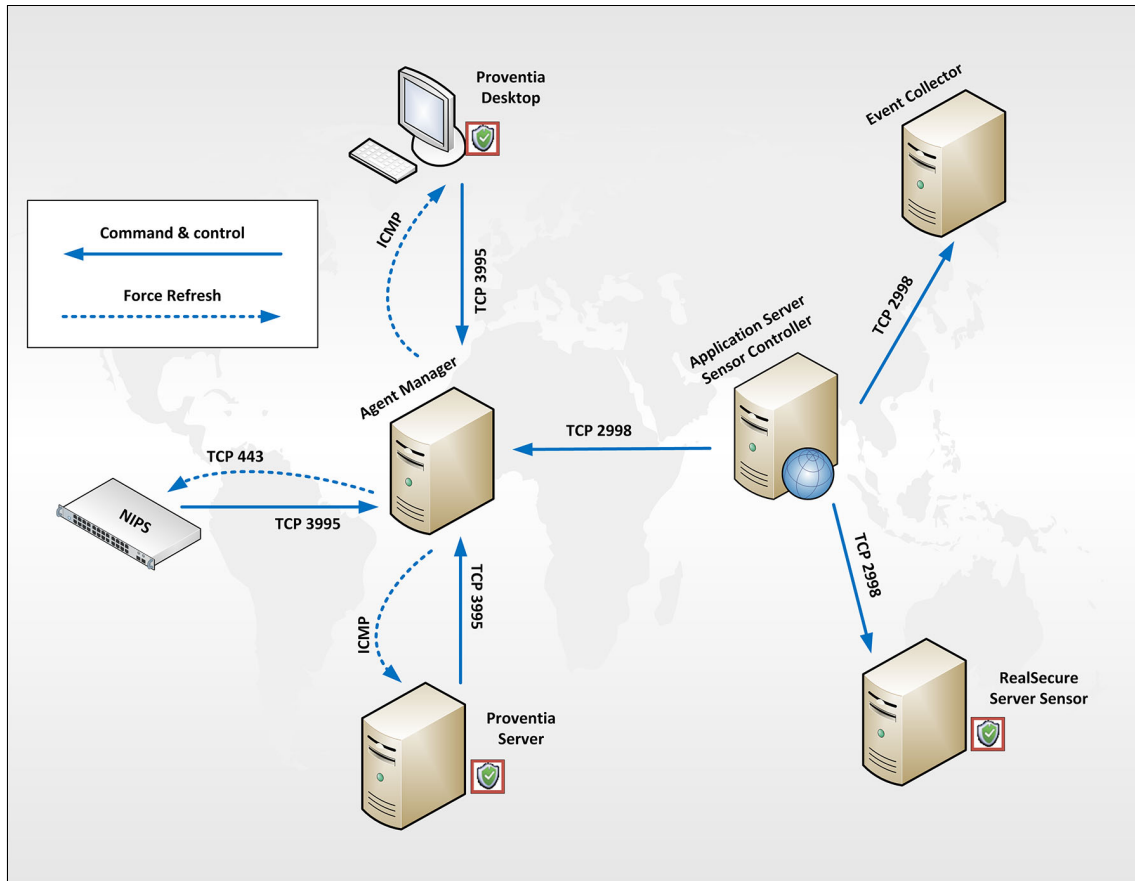 Proventia
Desktop
Event Collector
Command & control
Force Refresh
ICMP
TCP 3995
TCP 2998
Application Server
Sensor Controller
Agent Manager
TCP 2998
TCP 443
NIPS
TCP 3995
TCP 2998
ICMP
TCP 3995
RealSecure
Server Sensor
Proventia
Server